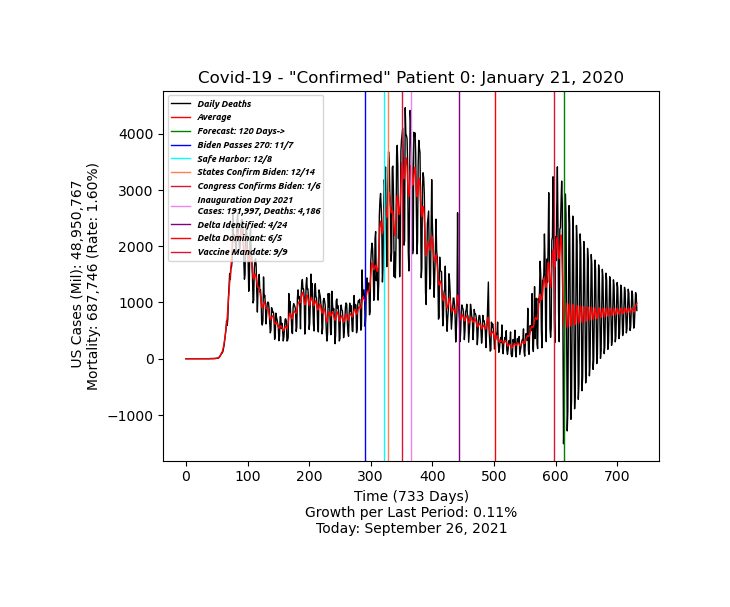 Covid-19 - "Confirmed" Patient 0: January 21, 2020
Daily Deaths
Average
Forecast: 120 Days->
Biden Passes 270: 11/7
Safe Harbor: 12/8
States Confirm Biden: 12/14
Congress Confirms Biden: 1/6
Inauguration Day 2021
Cases: 191,997, Deaths: 4,186
Delta Identified: 4/24
Delta Dominant: 6/5
Vaccine Mandate: 9/9
US Cases (Mil): 48,950,767
Mortality: 687,746 (Rate: 1.60%)
4000
3000
2000
1000
0
−1000
0 100 200 300 400 500 600 700
Time (733 Days)
Growth per Last Period: 0.11%
Today: September 26, 2021